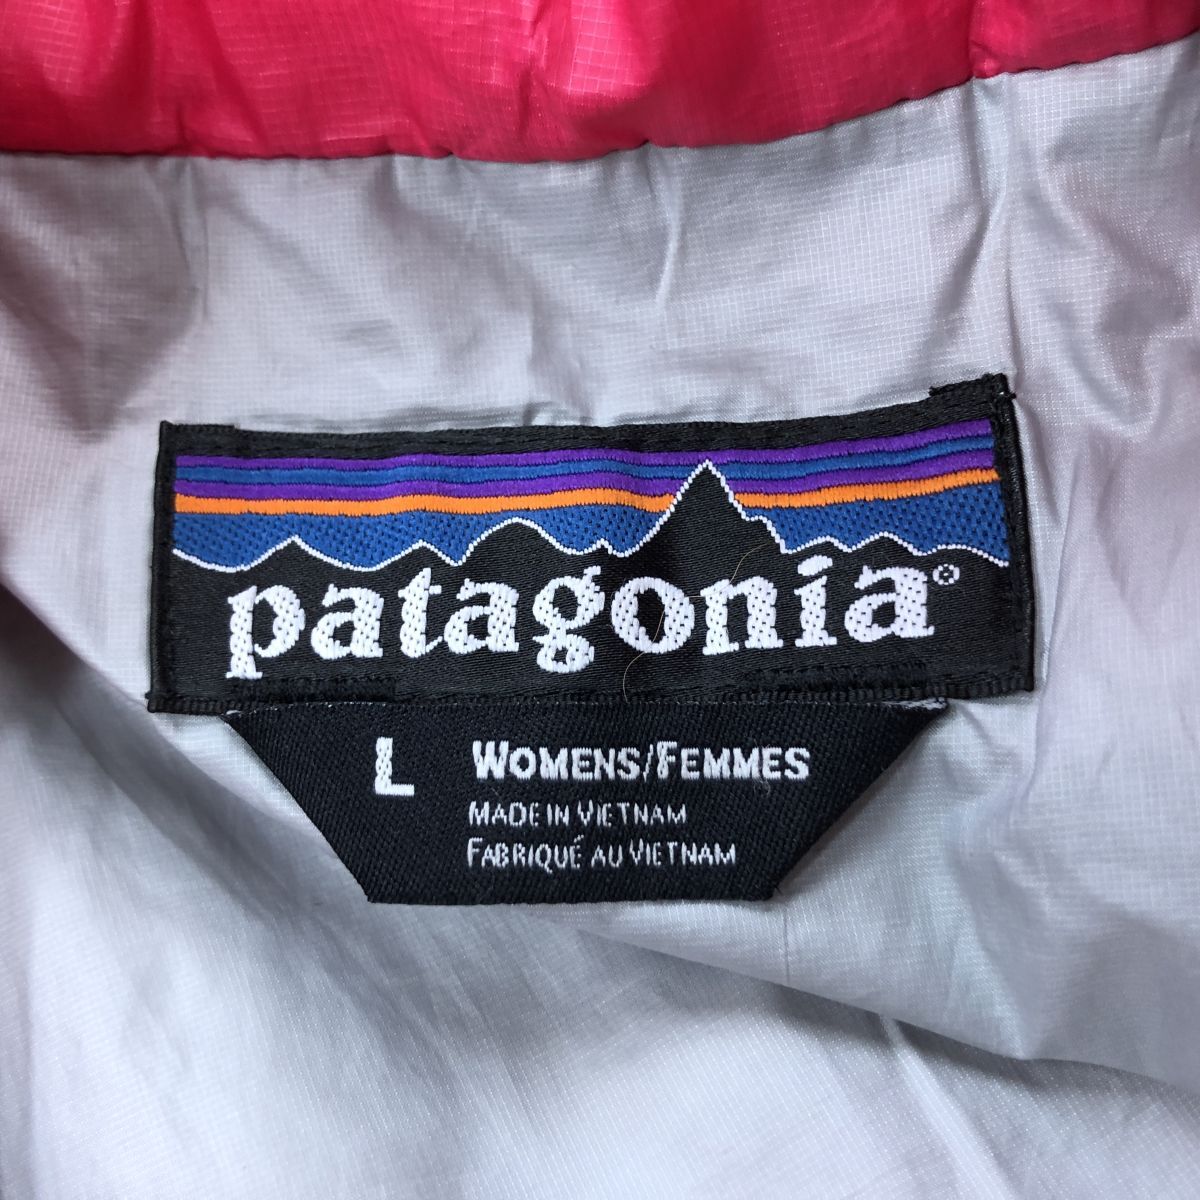 patagonia®
L WOMENS/FEMMES
MADE IN VIETNAM
FABRIQUÉ AU VIETNAM